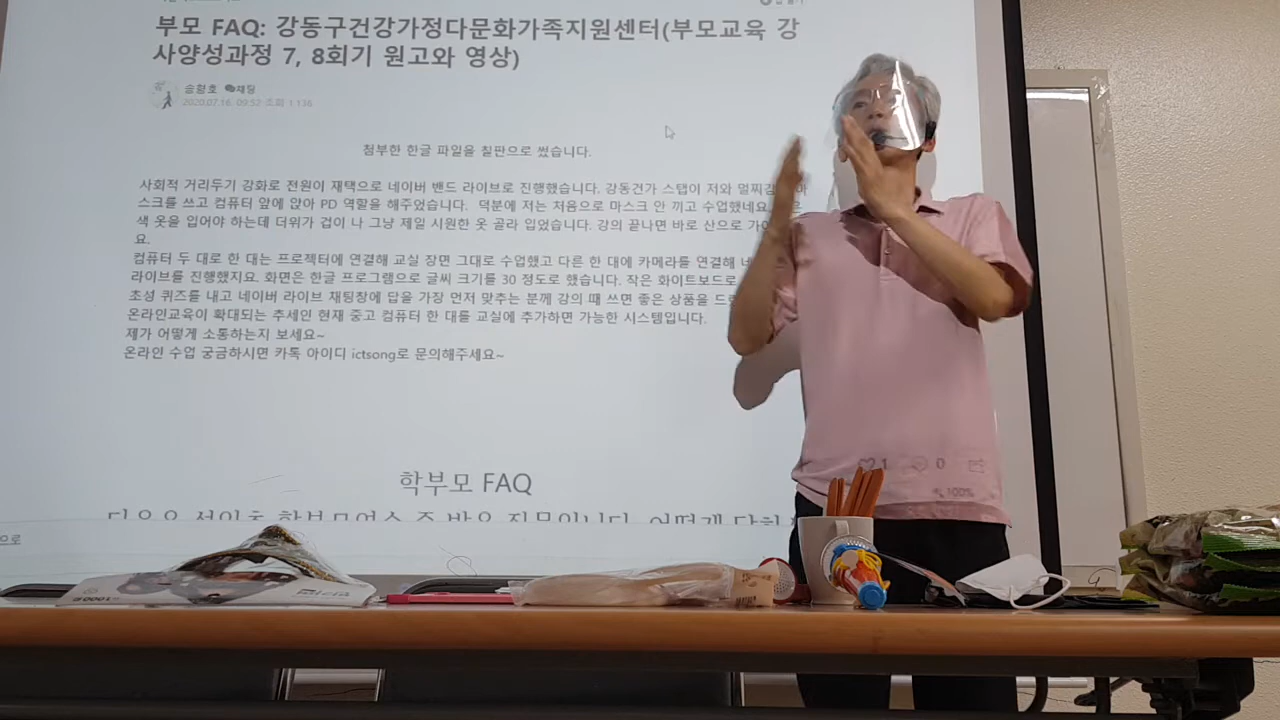 부모 FAQ: 강동구건강가정다문화가족지원센터(부모교육 강
사양성과정 7, 8회기 원고와 영상)
송형호 채팅
2020.07.16. 09:53 조회 1,136
첨부한 한글 파일을 칠판으로 썼습니다.
사회적 거리두기 강화로 전원이 재택으로 네이버 밴드 라이브로 진행했습니다. 강동건가 스탭이 저와 멀찌감
스크를 쓰고 컴퓨터 앞에 앉아 PD 역할을 해주었습니다. 덕분에 저는 처음으로 마스크 안 끼고 수업했네요.
색 옷을 입어야 하는데 더위가 겁이 나 그냥 제일 시원한 옷 골라 입었습니다. 강의 끝나면 바로 산으로
요.
컴퓨터 두 대로 한 대는 프로젝터에 연결해 교실 장면 그대로 수업했고 다른 한 대에 카메라를 연결해
라이브를 진행했지요. 화면은 한글 프로그램으로 글씨 크기를 30 정도로 했습니다. 작은 화이트보드로
초성 퀴즈를 내고 네이버 라이브 채팅창에 답을 가장 먼저 맞추는 분께 강의 때 쓰면 좋은 상품을
온라인교육이 확대되는 추세인 현재 중고 컴퓨터 한 대를 교실에 추가하면 가능한 시스템입니다.
제가 어떻게 소통하는지 보세요~
온라인 수업 궁금하시면 카톡 아이디 ictsong로 문의해주세요~
1 0
100%
학부모 FAQ